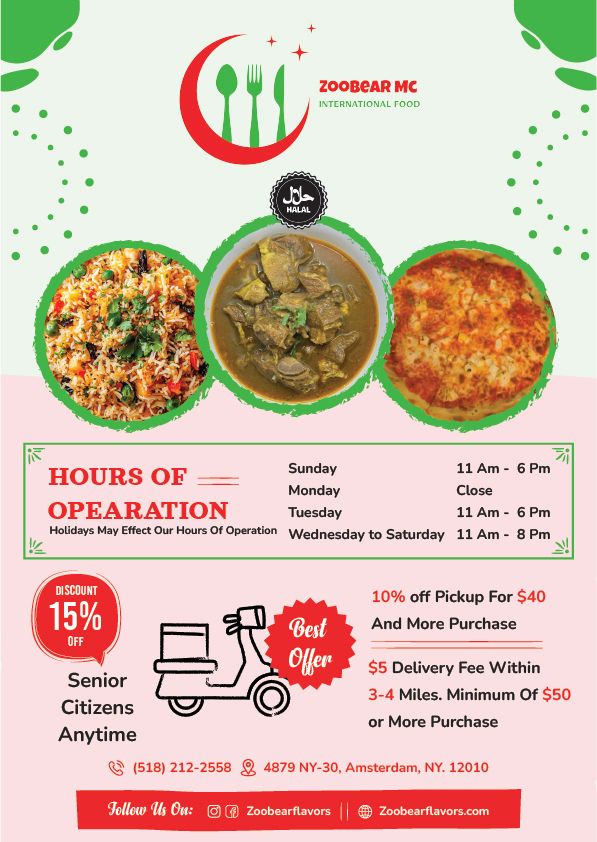 ZOOBEAR MC
INTERNATIONAL FOOD
حلال
HALAL
HOURS OF
OPEARATION
Holidays May Effect Our Hours Of Operation
Sunday 11 Am - 6 Pm
Monday Close
Tuesday 11 Am - 6 Pm
Wednesday to Saturday 11 Am - 8 Pm
DISCOUNT
15%
OFF
Senior
Citizens
Anytime
Best
Offer
10% off Pickup For $40
And More Purchase
$5 Delivery Fee Within
3-4 Miles. Minimum Of $50
or More Purchase
(518) 212-2558 4879 NY-30, Amsterdam, NY. 12010
Follow Us On: Zoobearflavors Zoobearflavors.com